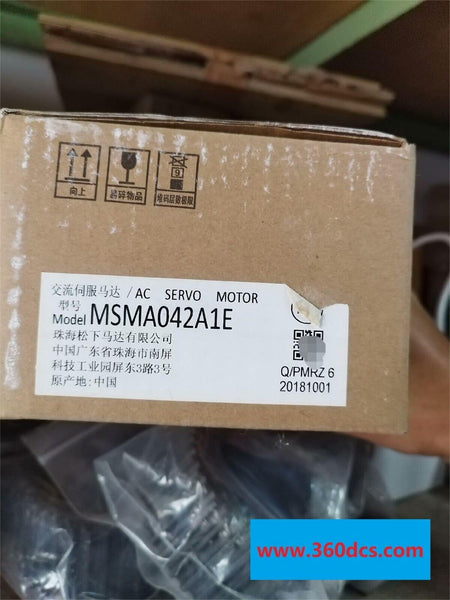 9
向上
易碎物品
堆码层数极限
交流伺服马达 / AC SERVO MOTOR
型号
Model MSMA042A1E
珠海松下马达有限公司
中国广东省珠海市南屏
科技工业园屏东3路3号
原产地: 中国
Q/PMRZ 6
20181001
www.360dcs.com